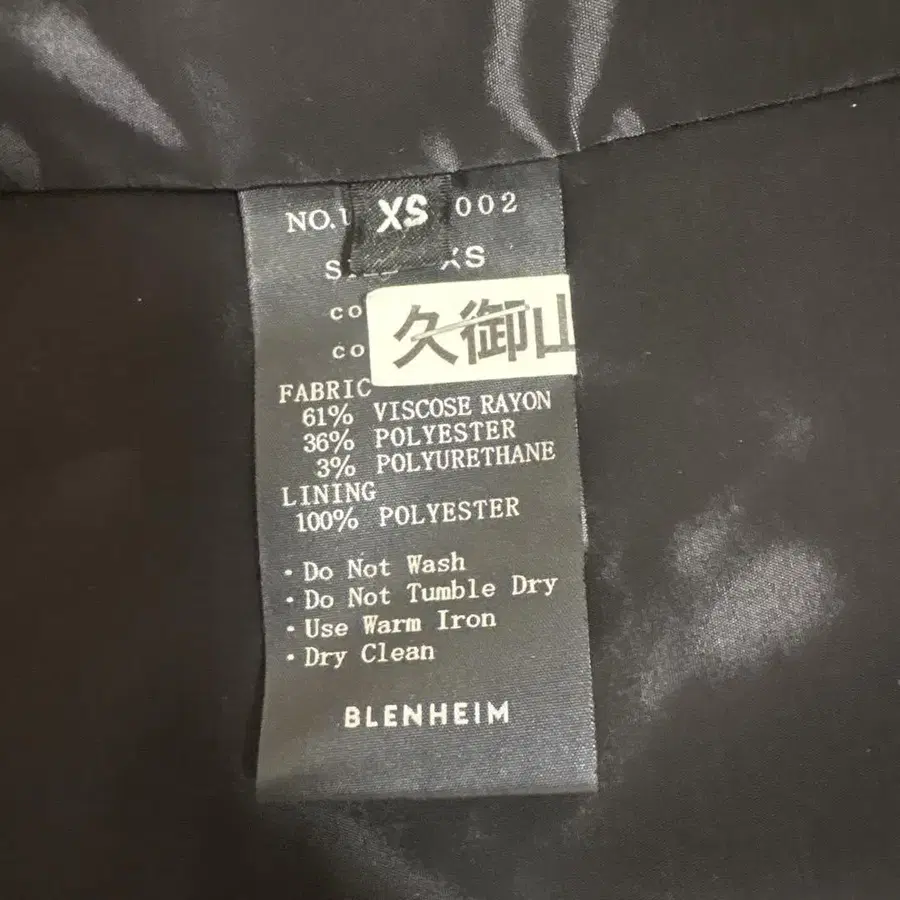 NO.U XS 002
S XS
CO
久御山
CO
FABRIC
61% VISCOSE RAYON
36% POLYESTER
3% POLYURETHANE
LINING
100% POLYESTER
・Do Not Wash
・Do Not Tumble Dry
・Use Warm Iron
・Dry Clean
BLENHEIM